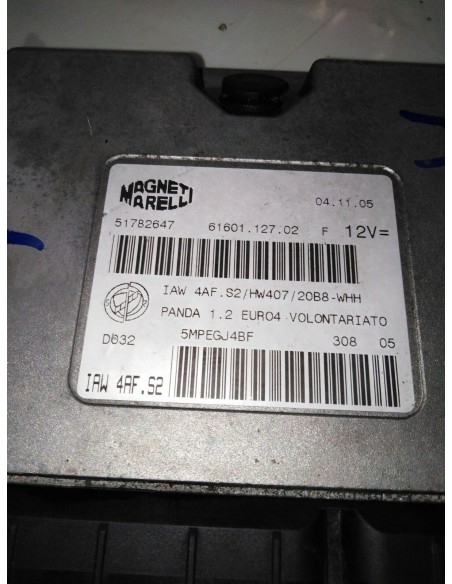 MAGNETI
MARELLI
04.11.05
51782647 61601.127.02 F 12V=
IAW 4AF.S2/HW407/20B8-WHH
PANDA 1.2 EURO4 VOLONTARIATO
D032 5MPEGJ4BF 308 05
IAW 4AF.S2